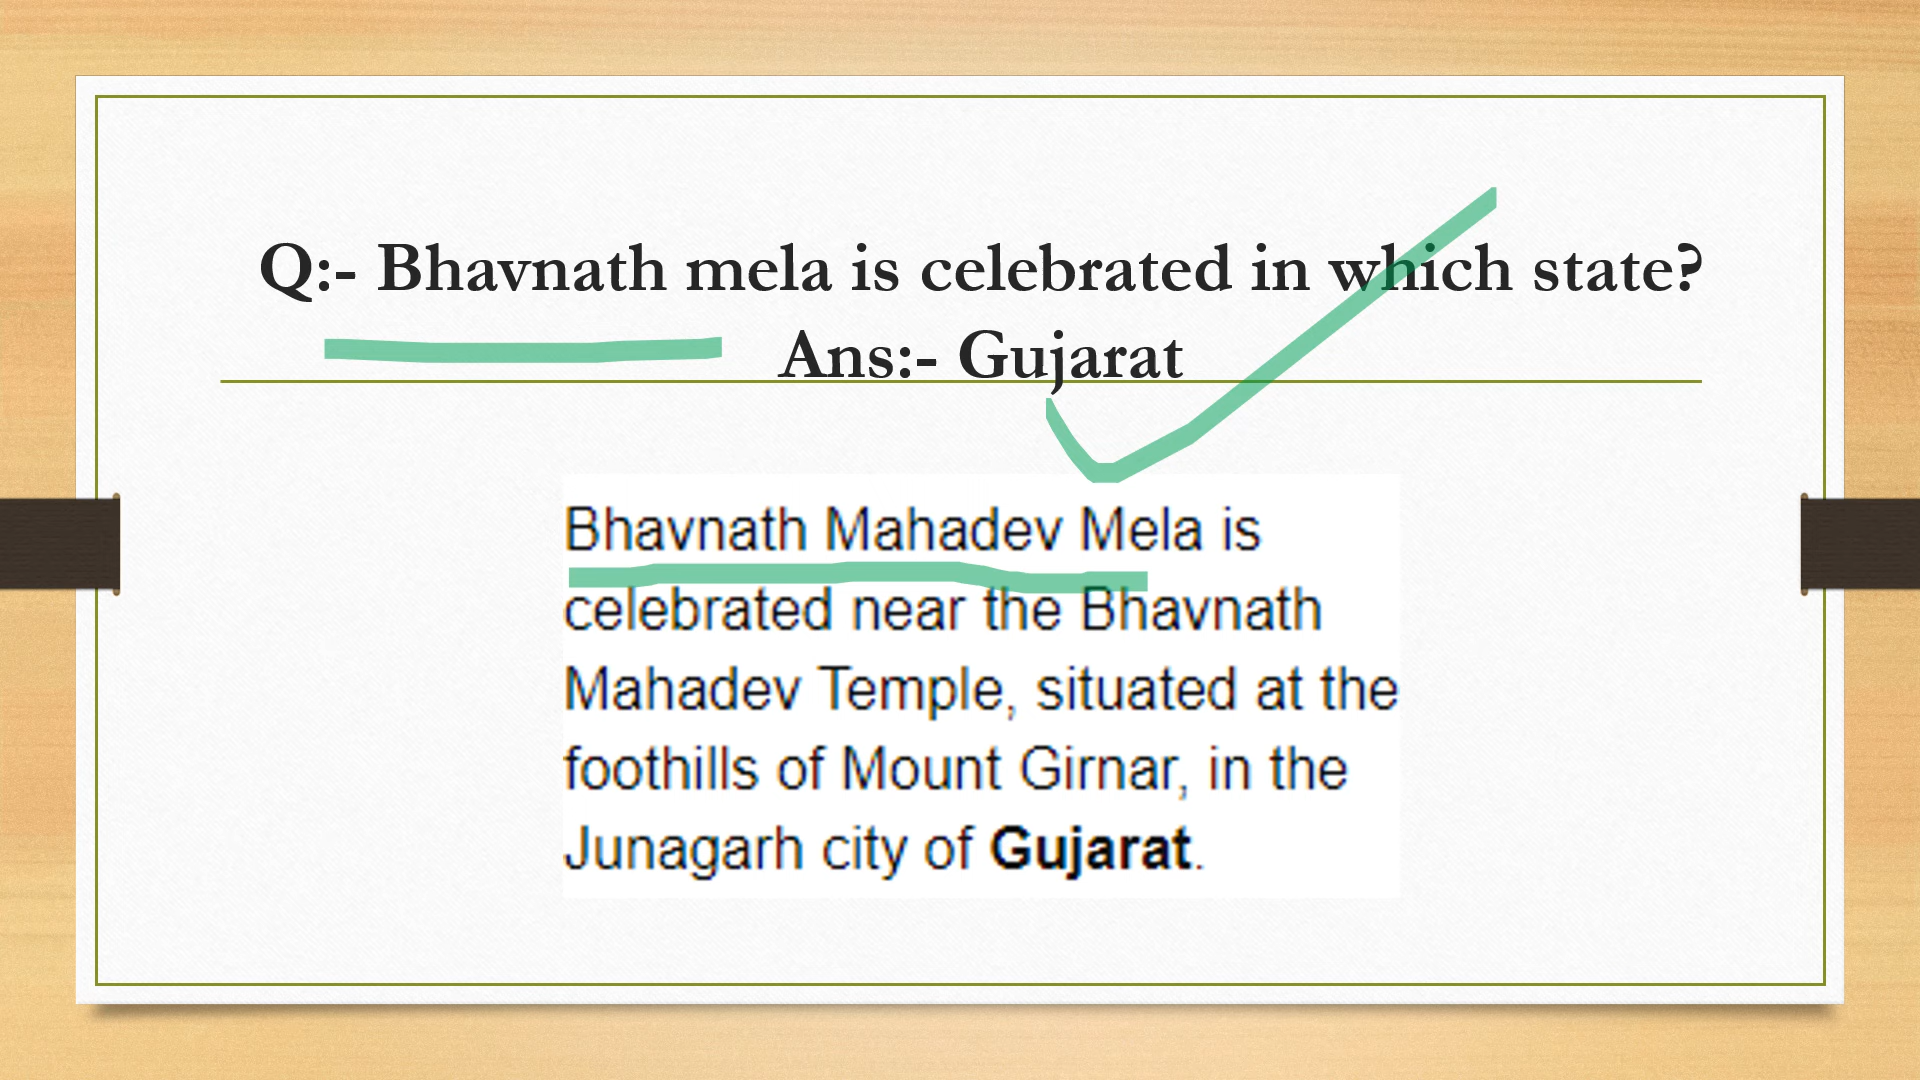 Q:- Bhavnath mela is celebrated in which state?
Ans:- Gujarat
Bhavnath Mahadev Mela is
celebrated near the Bhavnath
Mahadev Temple, situated at the
foothills of Mount Girnar, in the
Junagarh city of Gujarat.